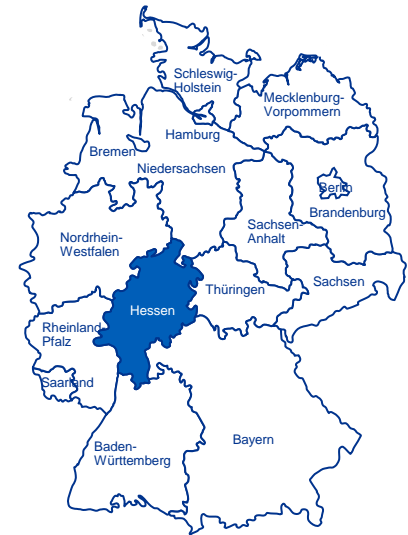 Schleswig-
Holstein
Mecklenburg-
Vorpommern
Hamburg
Bremen
Niedersachsen
Berlin
Brandenburg
Sachsen-
Anhalt
Nordrhein-
Westfalen
Thüringen
Sachsen
Hessen
Rheinland
Pfalz
Saarland
Baden-
Württemberg
Bayern